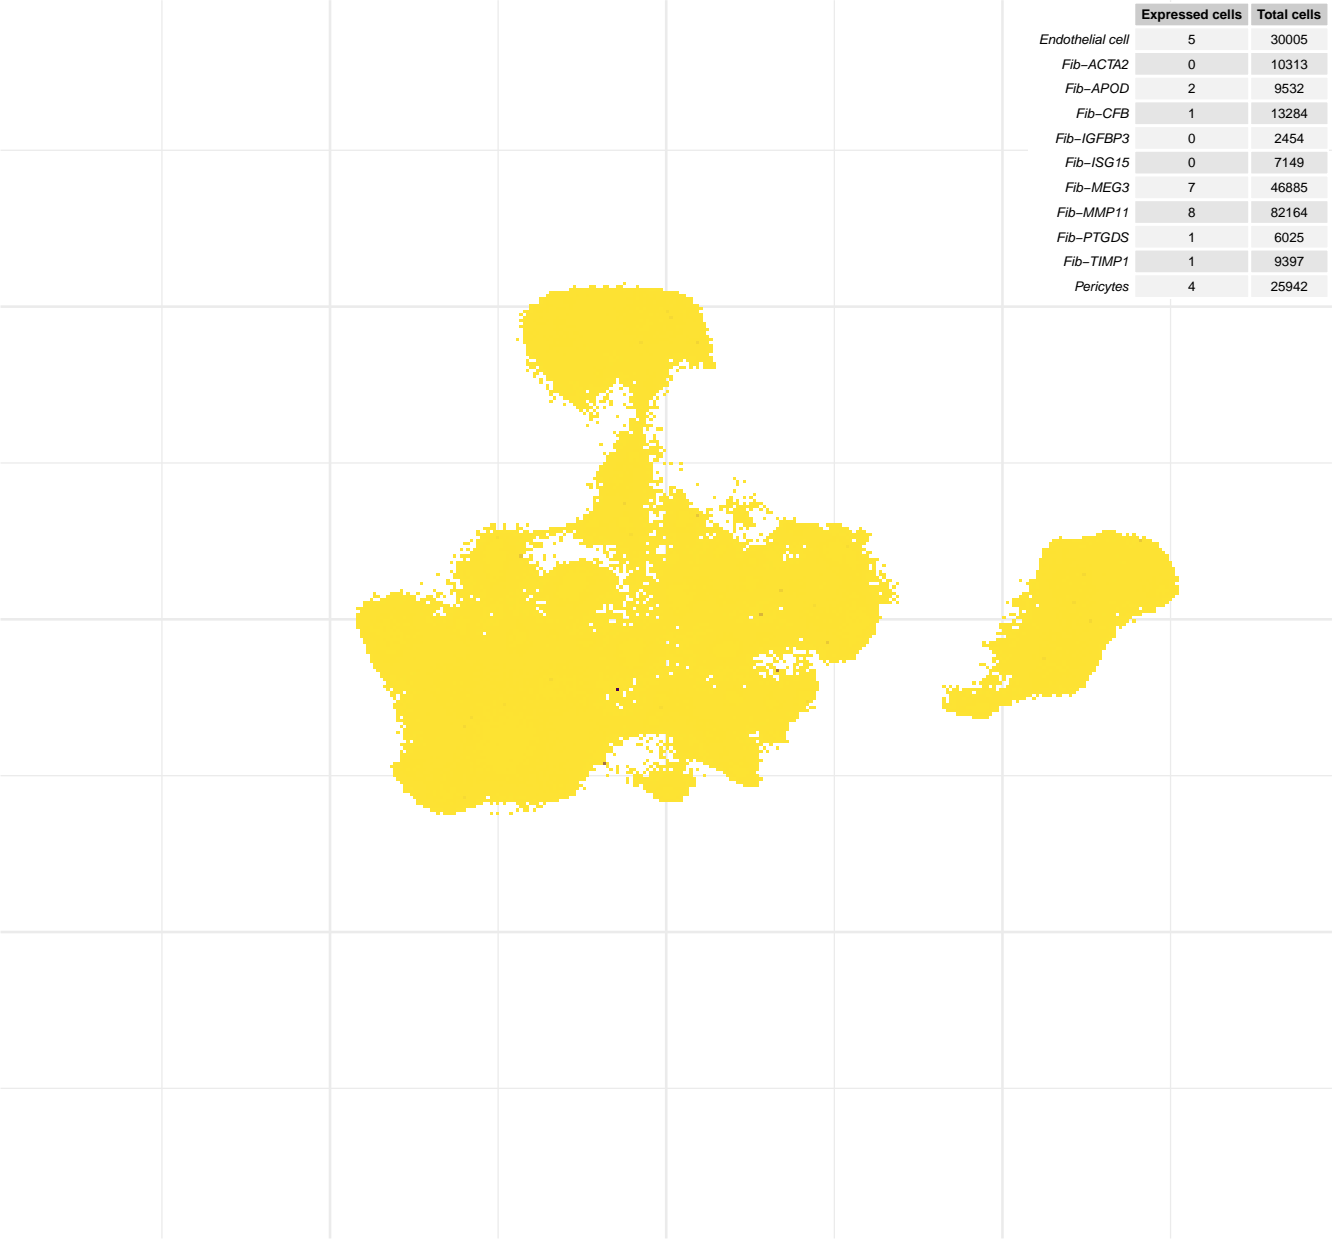 Expressed cells Total cells
Endothelial cell 5 30005
Fib−ACTA2 0 10313
Fib−APOD 2 9532
Fib−CFB 1 13284
Fib−IGFBP3 0 2454
Fib−ISG15 0 7149
Fib−MEG3 7 46885
Fib−MMP11 8 82164
Fib−PTGDS 1 6025
Fib−TIMP1 1 9397
Pericytes 4 25942